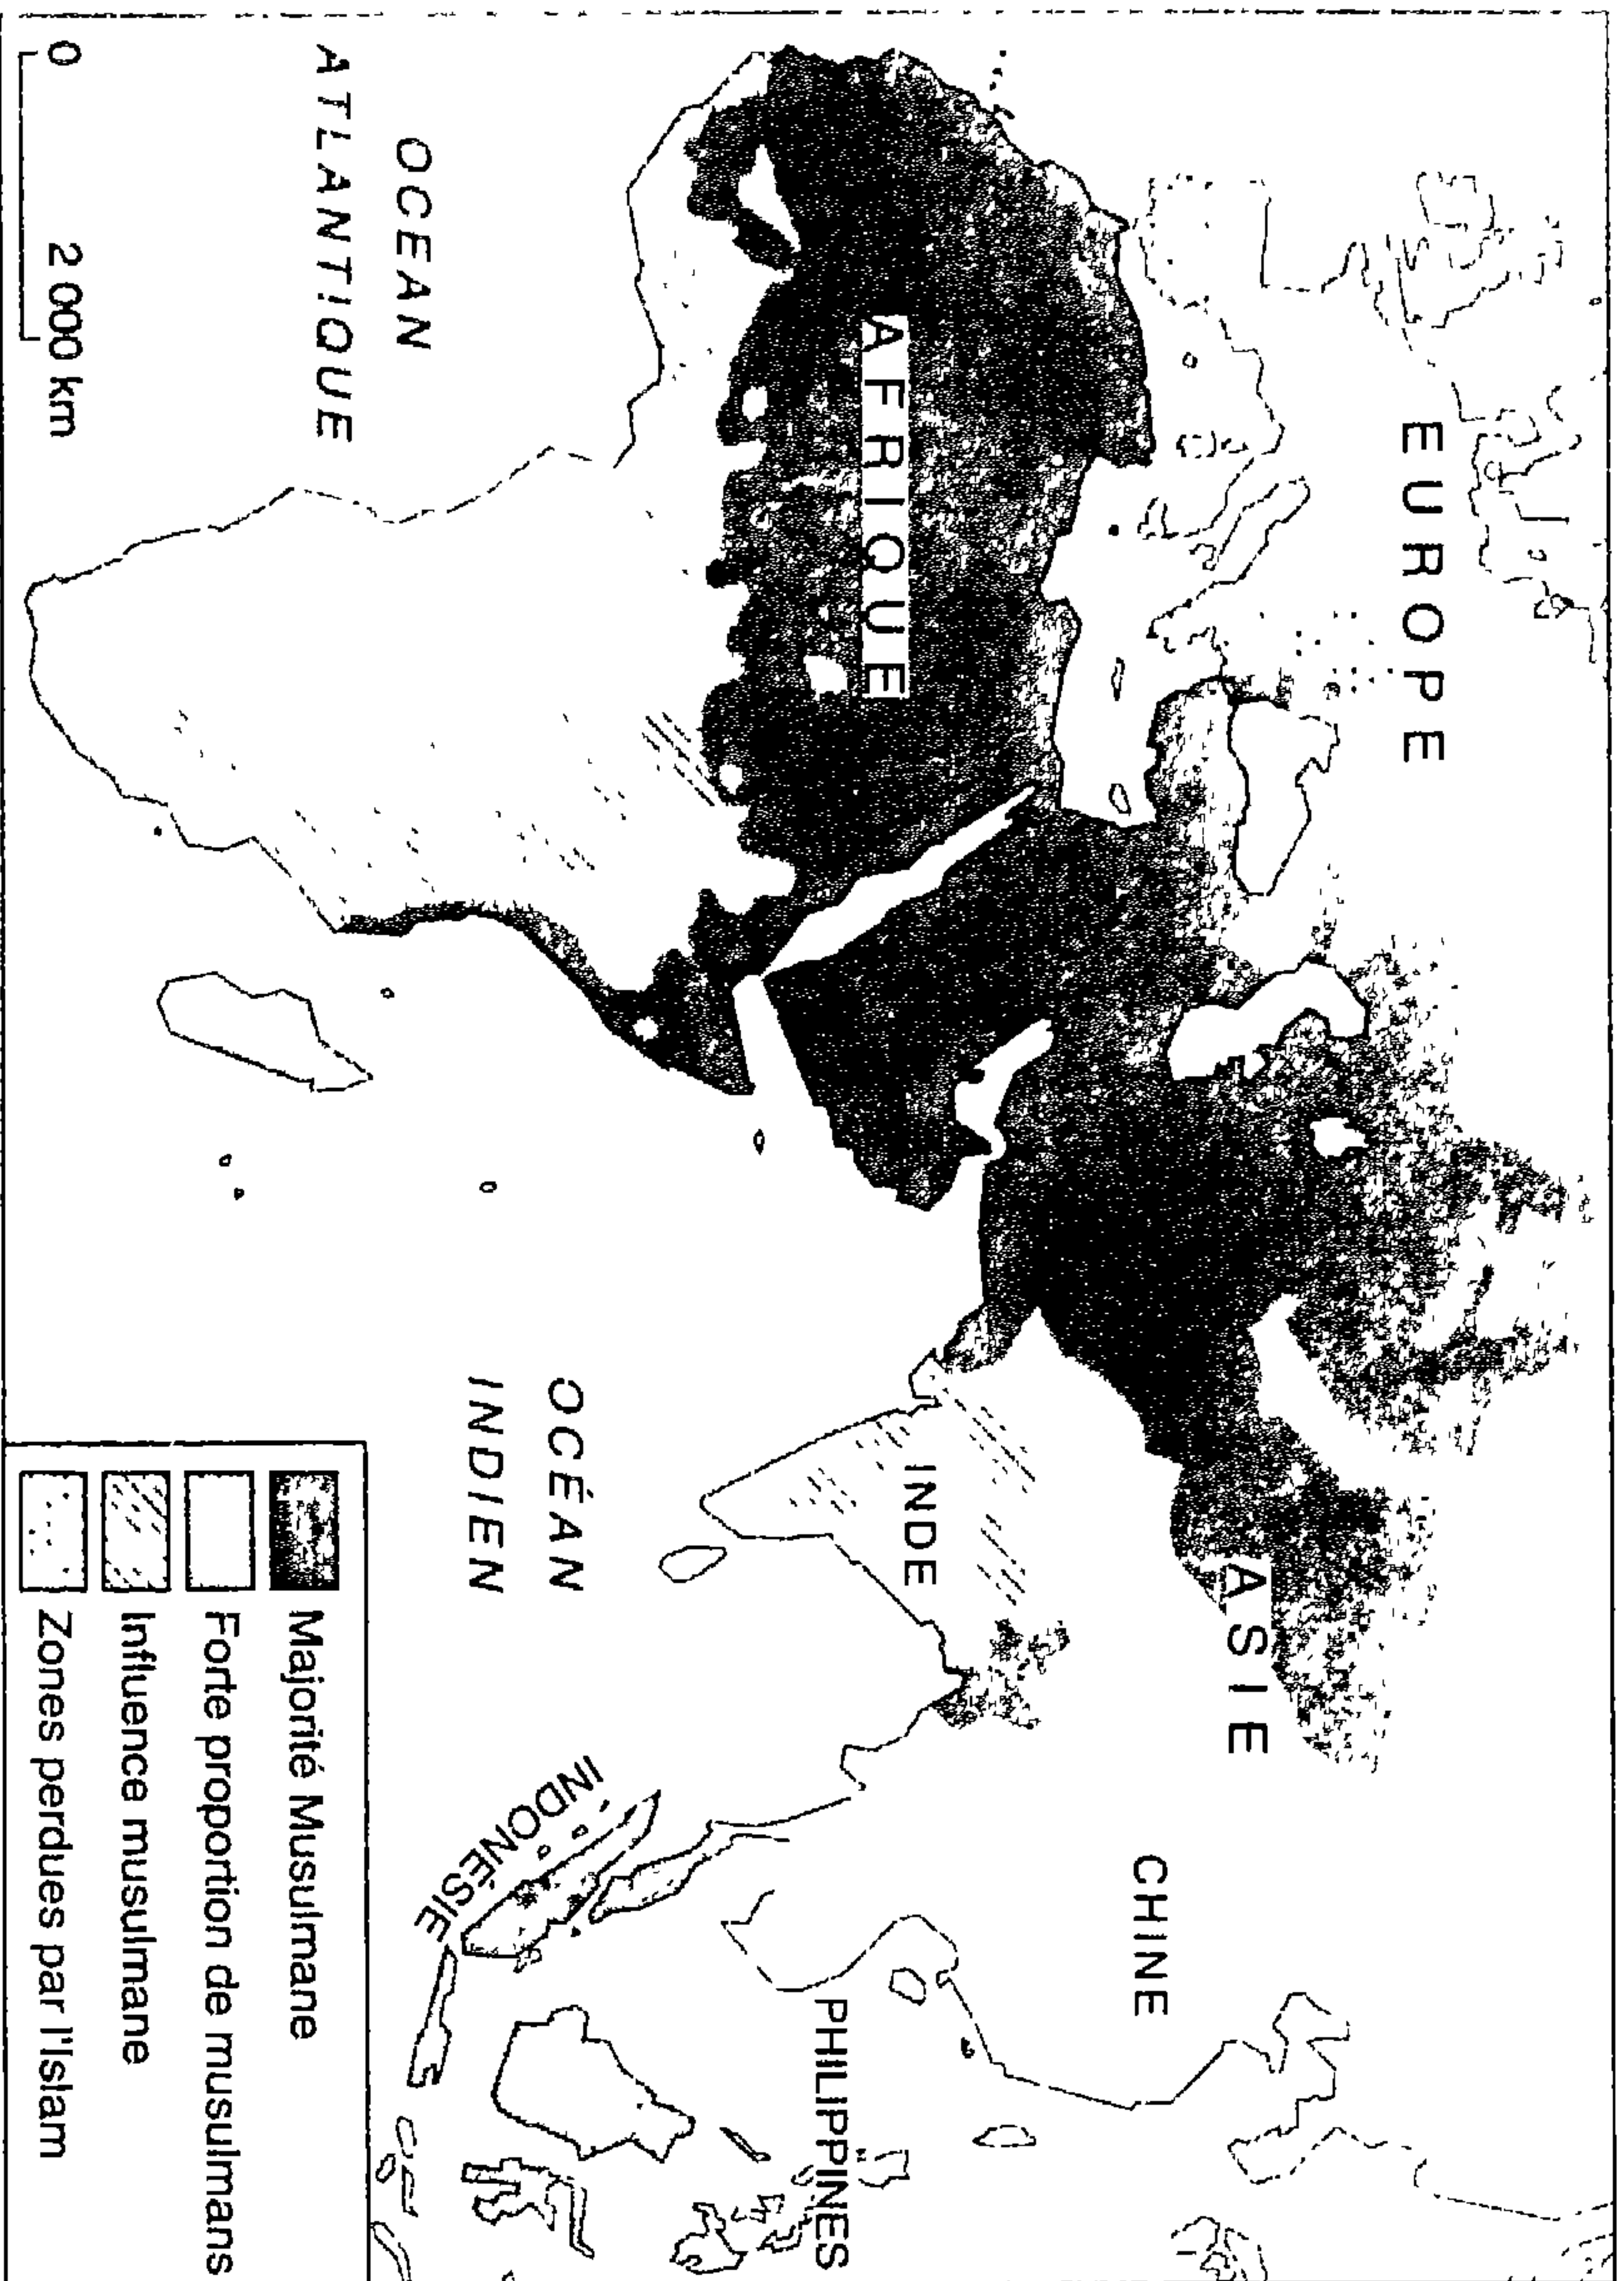 EUROPE
ASIE
CHINE
AFRIQUE
INDE
PHILIPPINES
OCEAN
ATLANTIQUE
OCÉAN
INDIEN
INDONÉSIE
0 2 000 km
Majorité Musulmane
Forte proportion de musulmans
Influence musulmane
Zones perdues par l'Islam